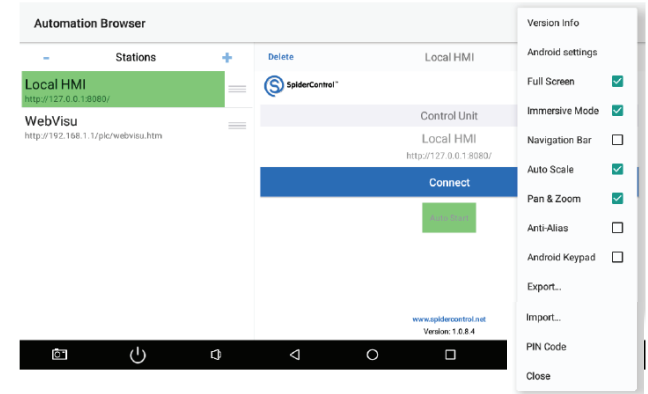 Automation Browser
- Stations +
Local HMI
http://127.0.0.1:8080/
WebVisu
http://192.168.1.1/plc/webvisu.htm
Delete Local HMI
SpiderControl™
Control Unit
Local HMI
http://127.0.0.1:8080/
Connect
Auto Start
www.spidercontrol.net
Version: 1.0.8.4
Version Info
Android settings
Full Screen
Immersive Mode
Navigation Bar
Auto Scale
Pan & Zoom
Anti-Alias
Android Keypad
Export...
Import...
PIN Code
Close